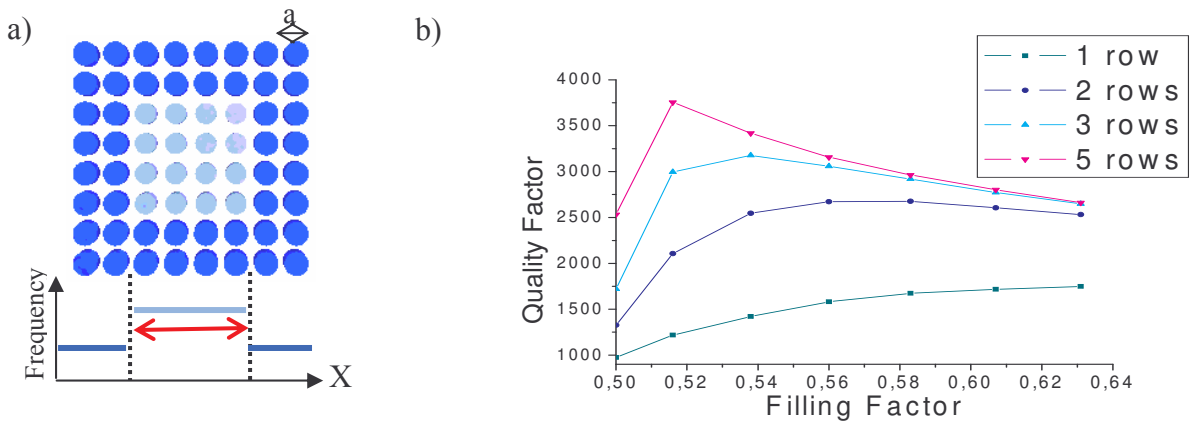 a)
a
Frequency
X
b)
1 row
2 rows
3 rows
5 rows
4000
3500
3000
2500
2000
1500
1000
Quality Factor
0,50 0,52 0,54 0,56 0,58 0,60 0,62 0,64
Filling Factor